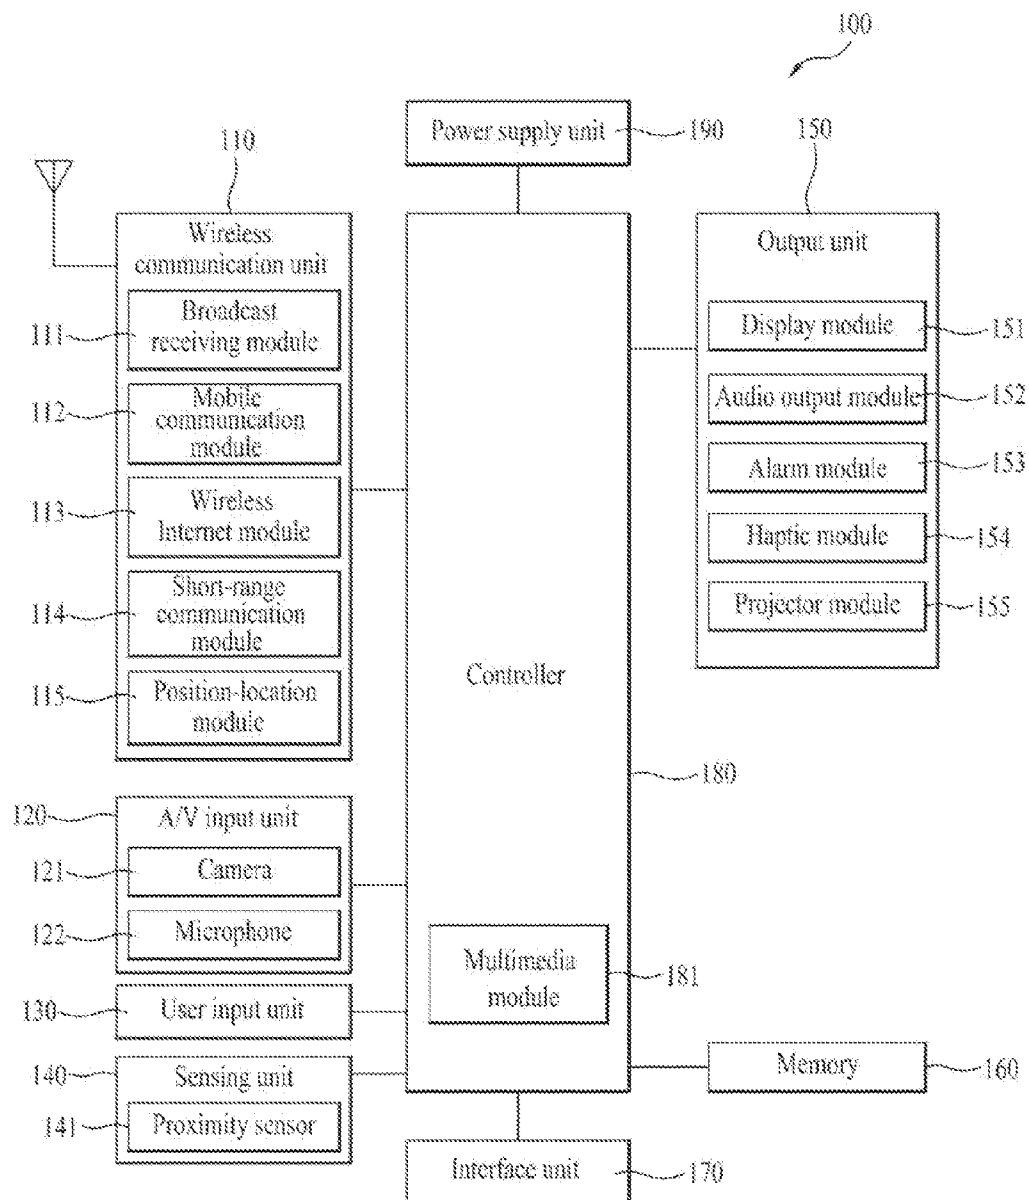 100
Power supply unit
190
150
110
Wireless
communication unit
Broadcast
receiving module
111
Mobile
communication
module
112
Wireless
Internet module
113
Short-range
communication
module
114
Position-location
module
115
Output unit
Display module
151
Audio output module
152
Alarm module
153
Haptic module
154
Projector module
155
Controller
180
120
A/V input unit
121
Camera
122
Microphone
Multimedia
module
181
130
User input unit
140
Sensing unit
141
Proximity sensor
Memory
160
Interface unit
170